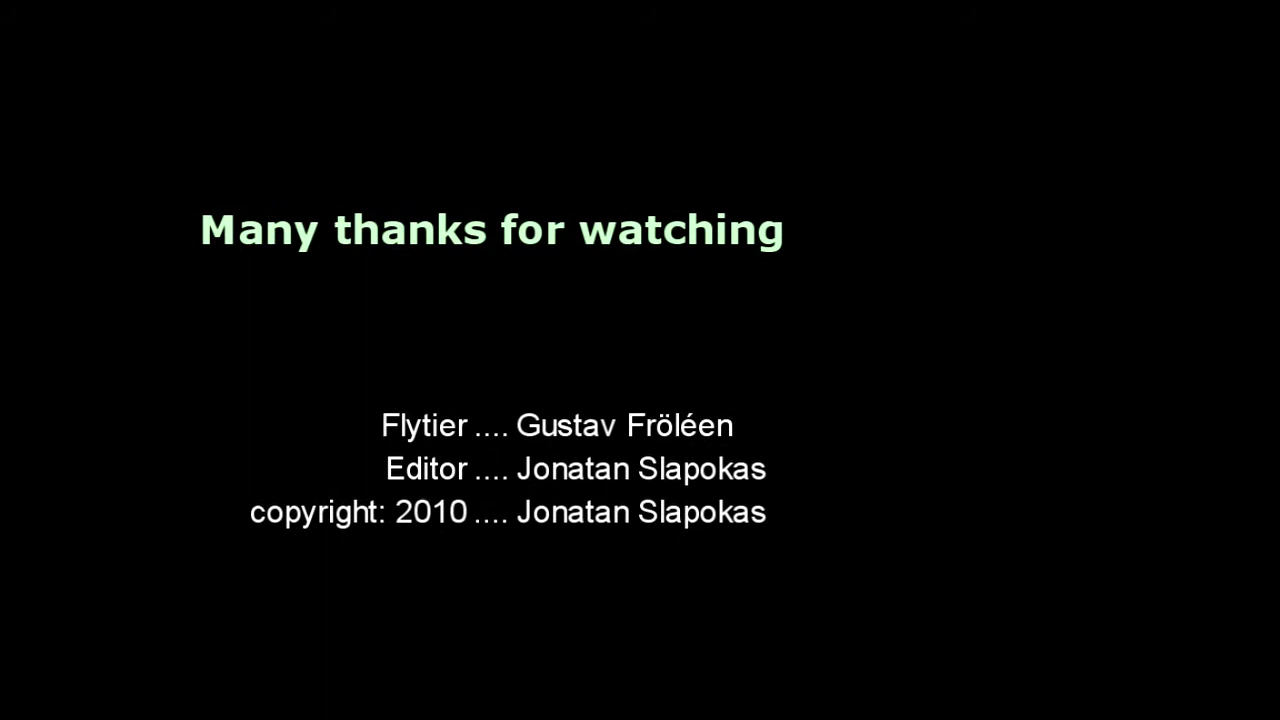 Many thanks for watching
Flytier .... Gustav Fröléen
Editor .... Jonatan Slapokas
copyright: 2010 .... Jonatan Slapokas